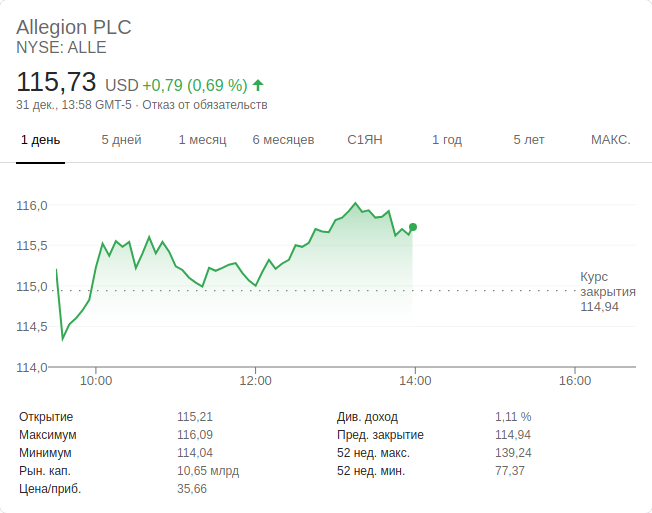 Allegion PLC
NYSE: ALLE
115,73 USD +0,79 (0,69 %)
31 дек., 13:58 GMT-5 · Отказ от обязательств
1 день 5 дней 1 месяц 6 месяцев С1ЯН 1 год 5 лет МАКС.
116,0
115,5
115,0
114,5
114,0
Курс
закрытия
114,94
10:00 12:00 14:00 16:00
Открытие 115,21 Див. доход 1,11 %
Максимум 116,09 Пред. закрытие 114,94
Минимум 114,04 52 нед. макс. 139,24
Рын. кап. 10,65 млрд 52 нед. мин. 77,37
Цена/приб. 35,66